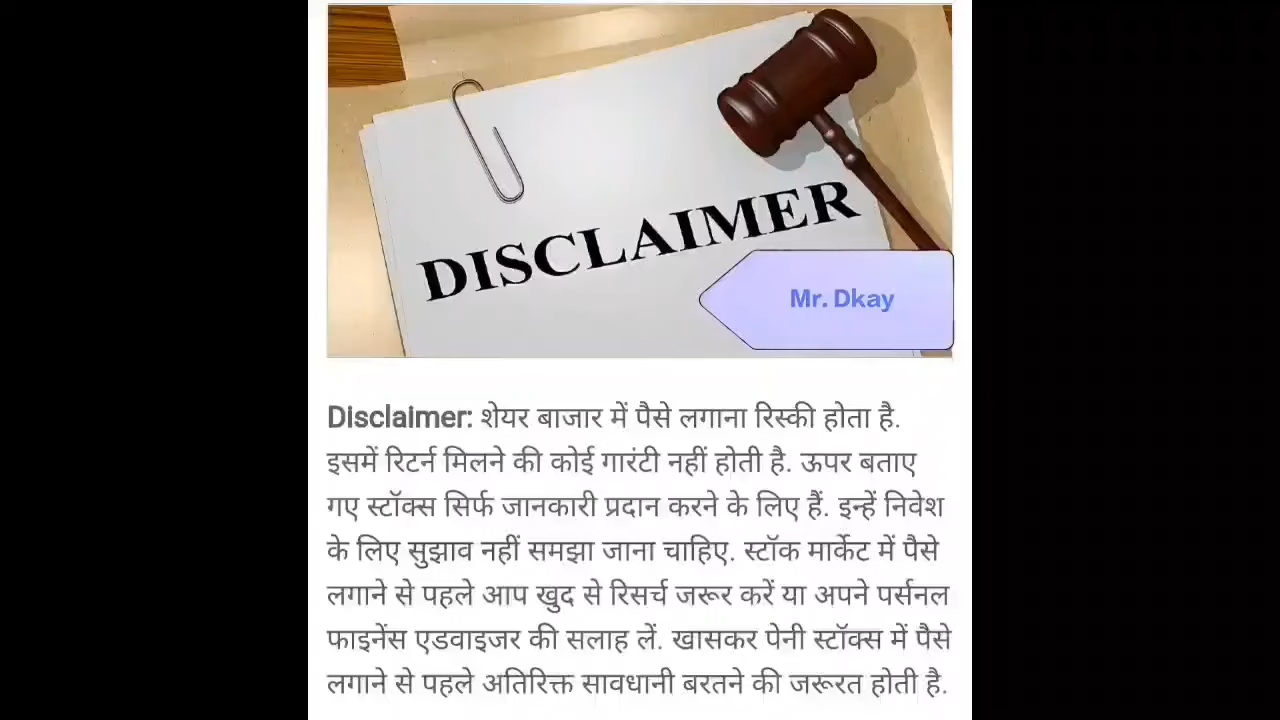 DISCLAIMER
Mr. Dkay
Disclaimer: शेयर बाजार में पैसे लगाना रिस्की होता है.
इसमें रिटर्न मिलने की कोई गारंटी नहीं होती है. ऊपर बताए
गए स्टॉक्स सिर्फ जानकारी प्रदान करने के लिए हैं. इन्हें निवेश
के लिए सुझाव नहीं समझा जाना चाहिए. स्टॉक मार्केट में पैसे
लगाने से पहले आप खुद से रिसर्च जरूर करें या अपने पर्सनल
फाइनेंस एडवाइजर की सलाह लें. खासकर पेनी स्टॉक्स में पैसे
लगाने से पहले अतिरिक्त सावधानी बरतने की जरूरत होती है.